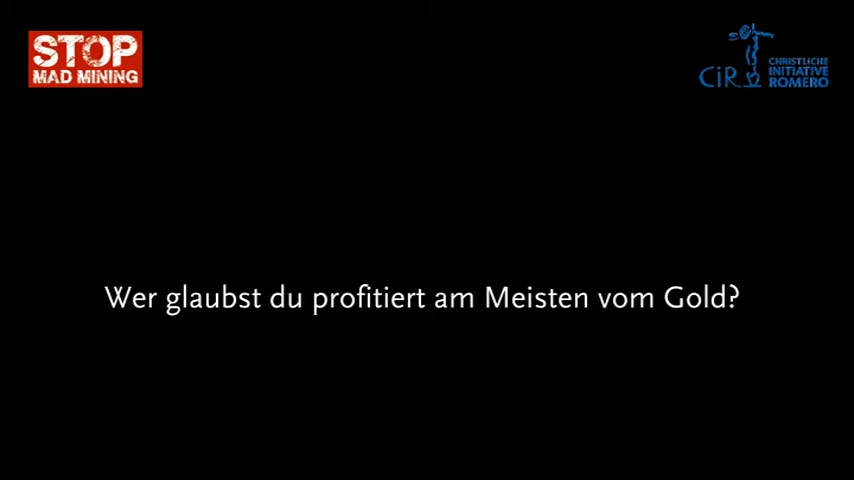 STOP
MAD MINING
CiR
CHRISTLICHE
INITIATIVE
ROMERO
Wer glaubst du profitiert am Meisten vom Gold?